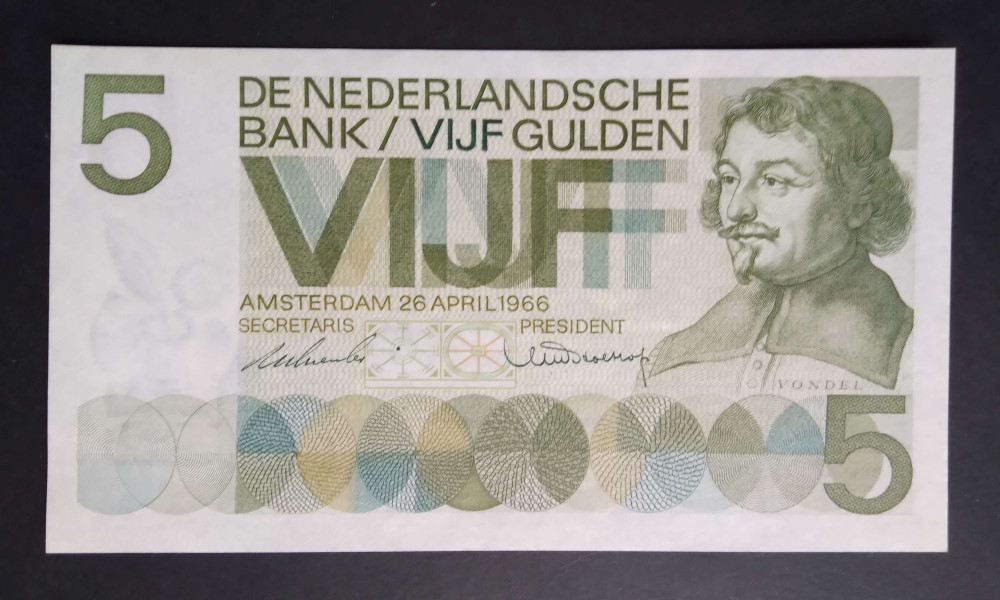 5
DE NEDERLANDSCHE
BANK / VIJF GULDEN
VIJF
AMSTERDAM 26 APRIL 1966
SECRETARIS PRESIDENT
VONDEL
5